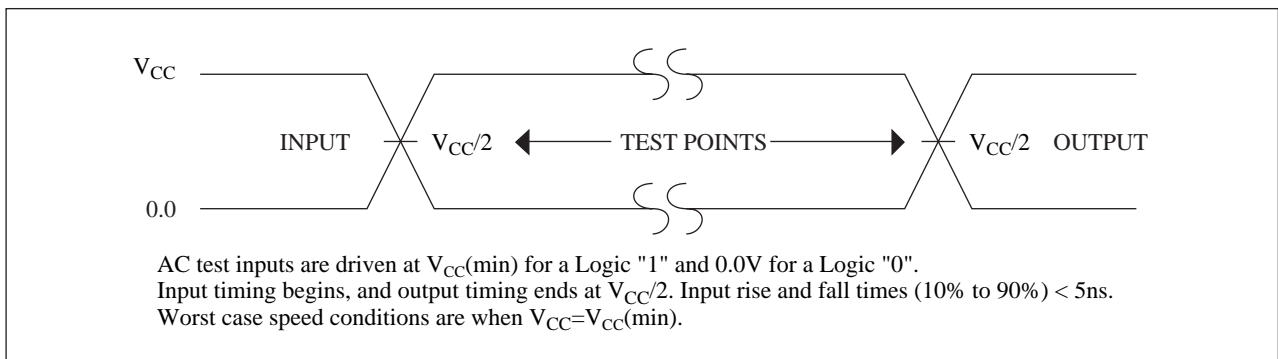 VCC
INPUT VCC/2 TEST POINTS VCC/2 OUTPUT
0.0
AC test inputs are driven at VCC(min) for a Logic "1" and 0.0V for a Logic "0".
Input timing begins, and output timing ends at VCC/2. Input rise and fall times (10% to 90%) < 5ns.
Worst case speed conditions are when VCC=VCC(min).